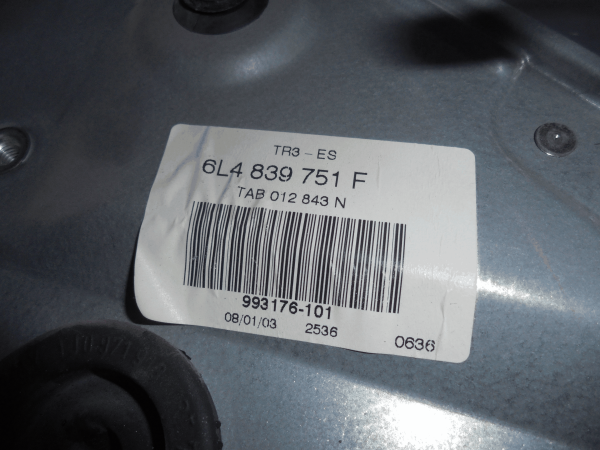 TR3 - ES
6L4 839 751 F
TAB 012 843 N
993176-101
08/01/03 2536 0636